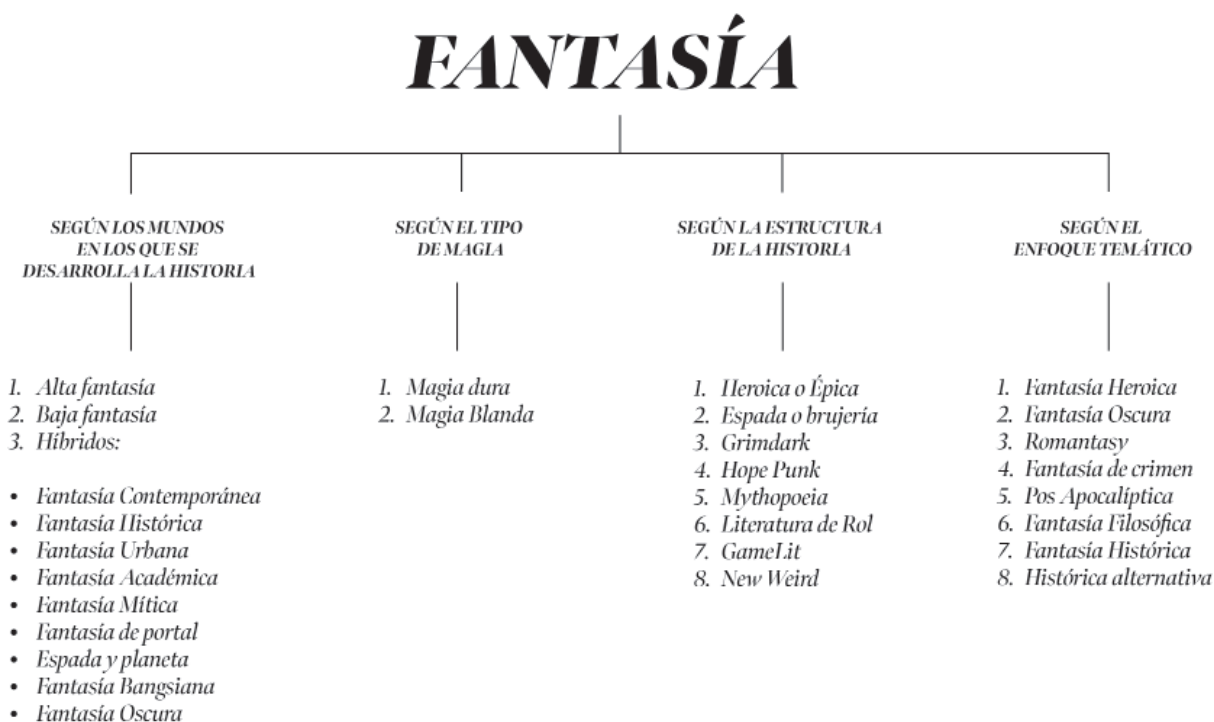 FANTASÍA
SEGÚN LOS MUNDOS
EN LOS QUE SE
DESARROLLA LA HISTORIA
1. Alta fantasía
2. Baja fantasía
3. Híbridos:
• Fantasía Contemporánea
• Fantasía Histórica
• Fantasía Urbana
• Fantasía Académica
• Fantasía Mítica
• Fantasía de portal
• Espada y planeta
• Fantasía Bangsiana
• Fantasía Oscura
SEGÚN EL TIPO
DE MAGIA
1. Magia dura
2. Magia Blanda
SEGÚN LA ESTRUCTURA
DE LA HISTORIA
1. Heroica o Épica
2. Espada o brujería
3. Grimdark
4. Hope Punk
5. Mythopoeia
6. Literatura de Rol
7. GameLit
8. New Weird
SEGÚN EL
ENFOQUE TEMÁTICO
1. Fantasía Heroica
2. Fantasía Oscura
3. Romantasy
4. Fantasía de crimen
5. Pos Apocalíptica
6. Fantasía Filosófica
7. Fantasía Histórica
8. Histórica alternativa